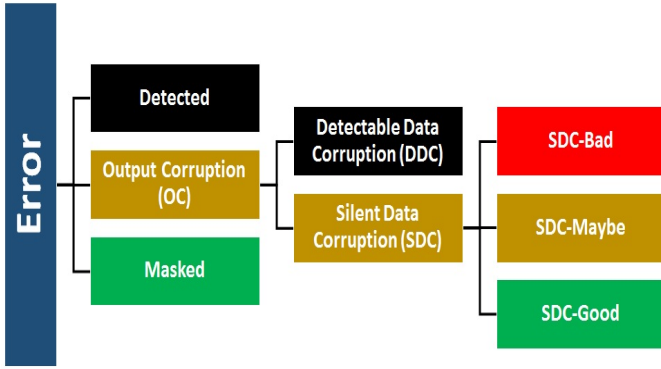 Error
Detected
Output Corruption
(OC)
Masked
Detectable Data
Corruption (DDC)
Silent Data
Corruption (SDC)
SDC-Bad
SDC-Maybe
SDC-Good